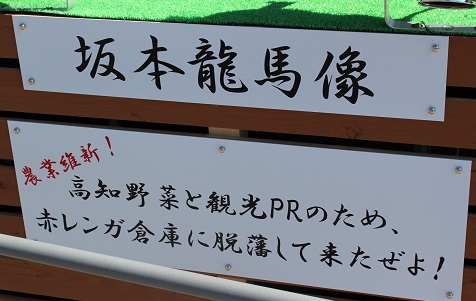 坂本龍馬像
農業維新!
高知野菜と観光PRのため、
赤レンガ倉庫に脱藩して来たぜよ!